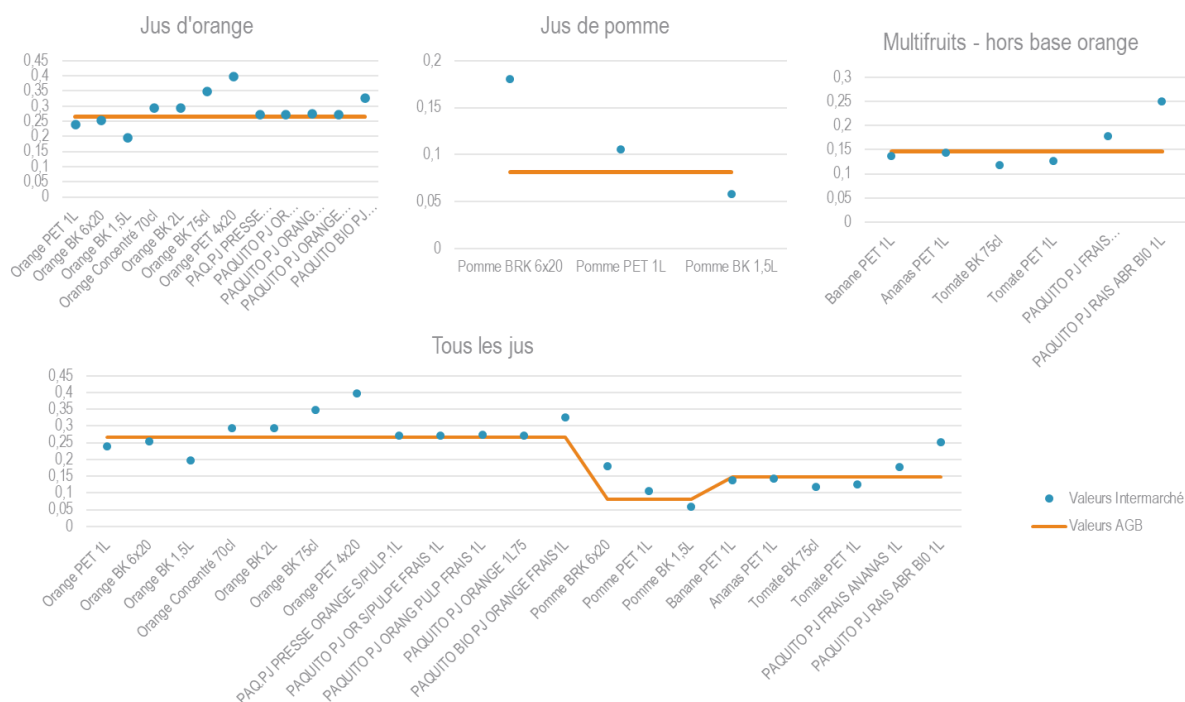 Jus d'orange
0,45
0,4
0,35
0,3
0,25
0,2
0,15
0,1
0,05
0
Orange PET 1L
Orange BK 6x20
Orange BK 1,5L
Orange Concentré 70cl
Orange BK 2L
Orange BK 75cl
Orange PET 4x20
PAQ.PJ PRESSE…
PAQUITO PJ OR…
PAQUITO PJ ORANG…
PAQUITO PJ ORANGE…
PAQUITO BIO PJ…
Jus de pomme
0,2
0,15
0,1
0,05
0
Pomme BRK 6x20
Pomme PET 1L
Pomme BK 1,5L
Multifruits - hors base orange
0,3
0,25
0,2
0,15
0,1
0,05
0
Banane PET 1L
Ananas PET 1L
Tomate BK 75cl
Tomate PET 1L
PAQUITO PJ FRAIS…
PAQUITO PJ RAIS ABR BI0 1L
Tous les jus
0,45
0,4
0,35
0,3
0,25
0,2
0,15
0,1
0,05
0
Orange PET 1L
Orange BK 6x20
Orange BK 1,5L
Orange Concentré 70cl
Orange BK 2L
Orange BK 75cl
Orange PET 4x20
PAQ.PJ PRESSE ORANGE S/PULP 1L
PAQUITO PJ OR S/PULPE FRAIS 1L
PAQUITO PJ ORANG PULP FRAIS 1L
PAQUITO PJ ORANGE 1L75
PAQUITO BIO PJ ORANGE FRAIS 1L
Pomme BRK 6x20
Pomme PET 1L
Pomme BK 1,5L
Banane PET 1L
Ananas PET 1L
Tomate BK 75cl
Tomate PET 1L
PAQUITO PJ FRAIS ANANAS 1L
PAQUITO PJ RAIS ABR BI0 1L
Valeurs Intermarché
Valeurs AGB